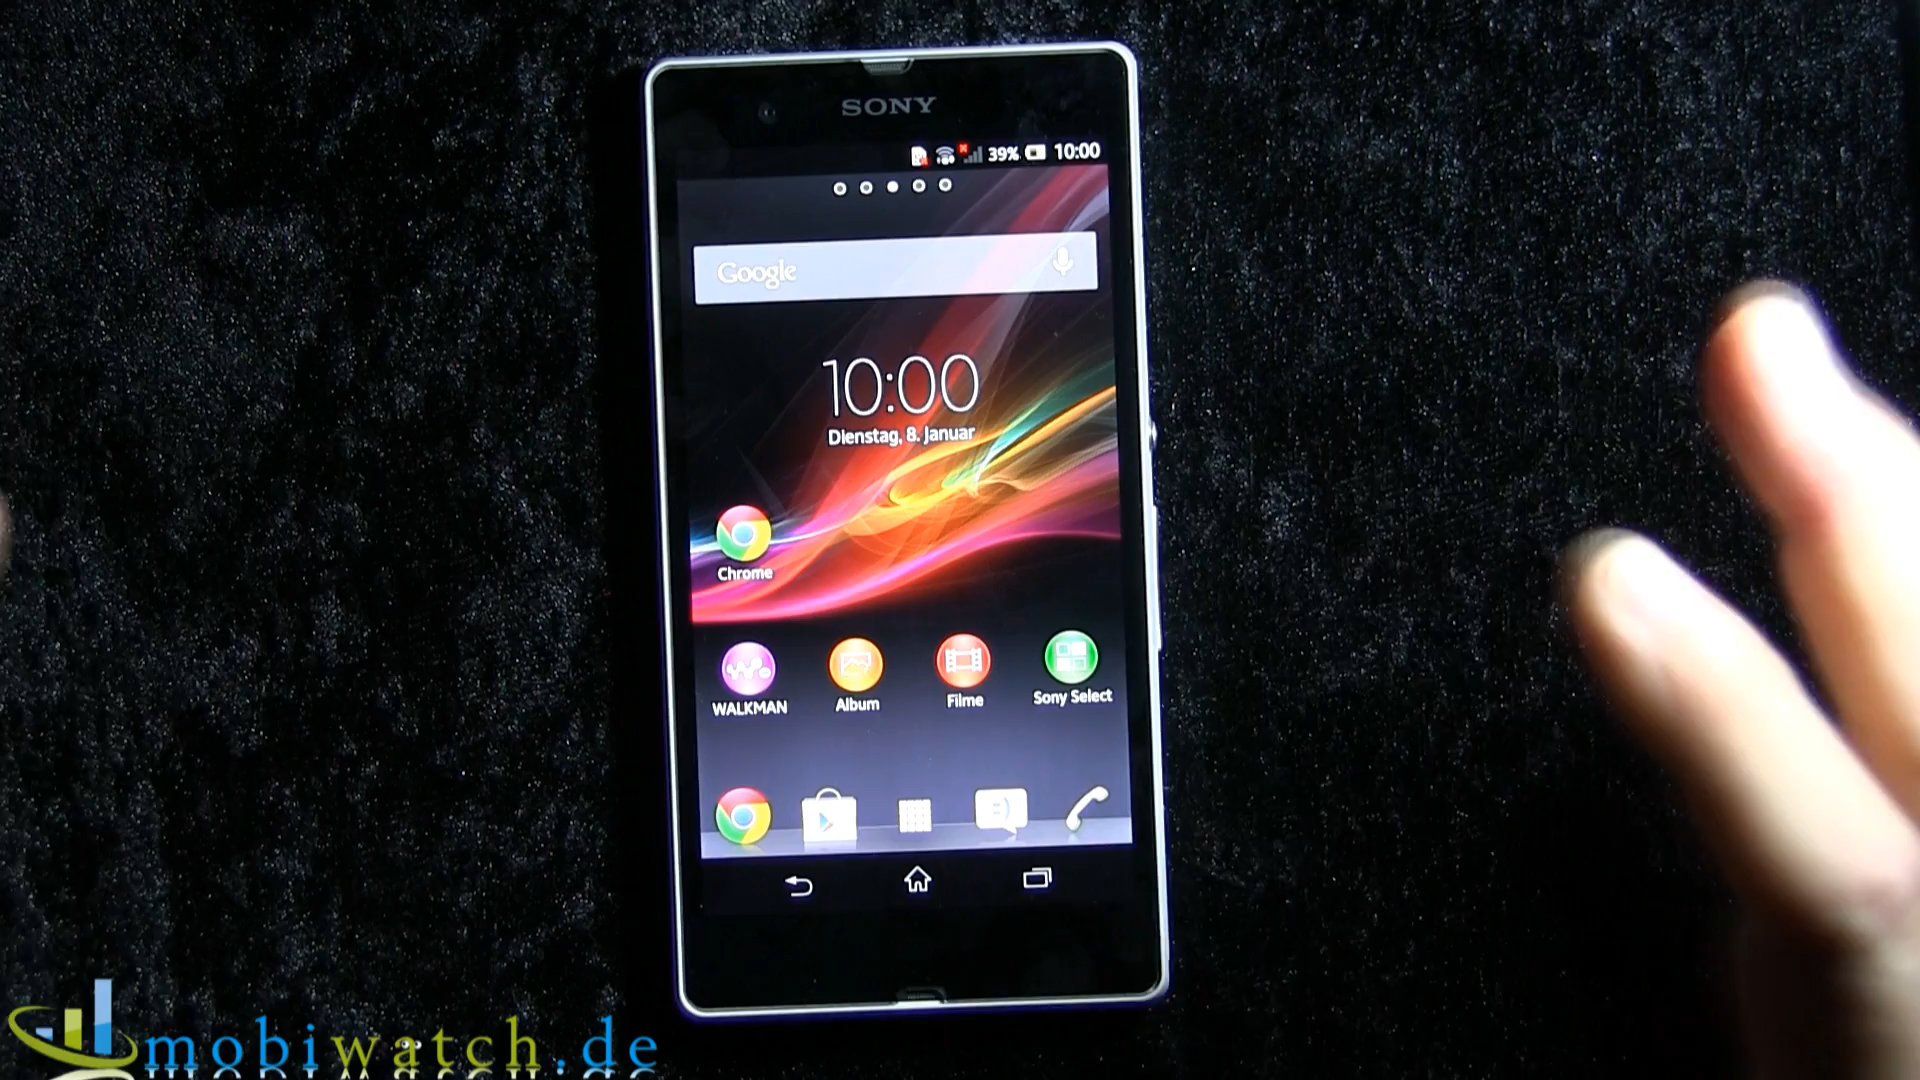 SONY
39% 10:00
Google
10:00
Dienstag, 8. Januar
Chrome
WALKMAN
Album
Filme
Sony Select
mobiwatch.de